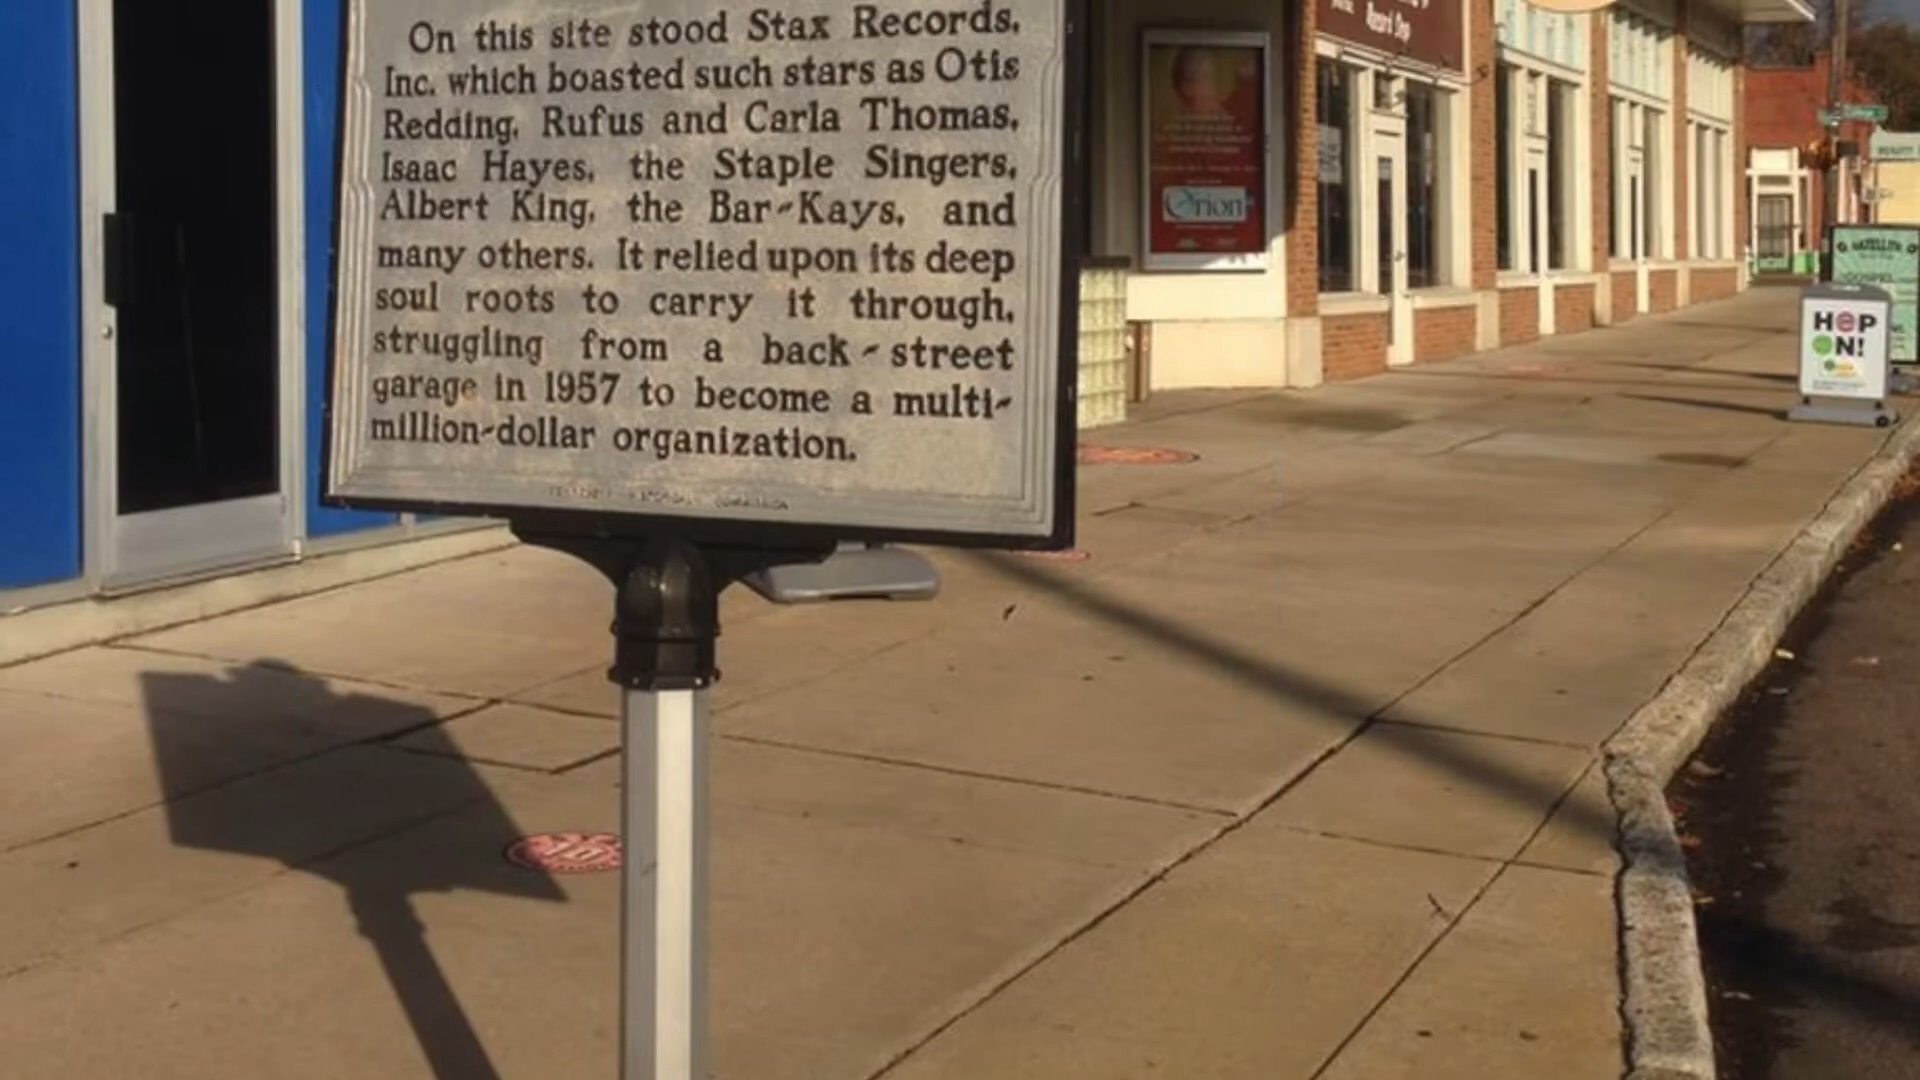 On this site stood Stax Records,
Inc. which boasted such stars as Otis
Redding, Rufus and Carla Thomas,
Isaac Hayes, the Staple Singers,
Albert King, the Bar-Kays, and
many others. It relied upon its deep
soul roots to carry it through,
struggling from a back-street
garage in 1957 to become a multi-
million-dollar organization.
TENNESSEE HISTORICAL COMMISSION
Orion
HOP
ON!